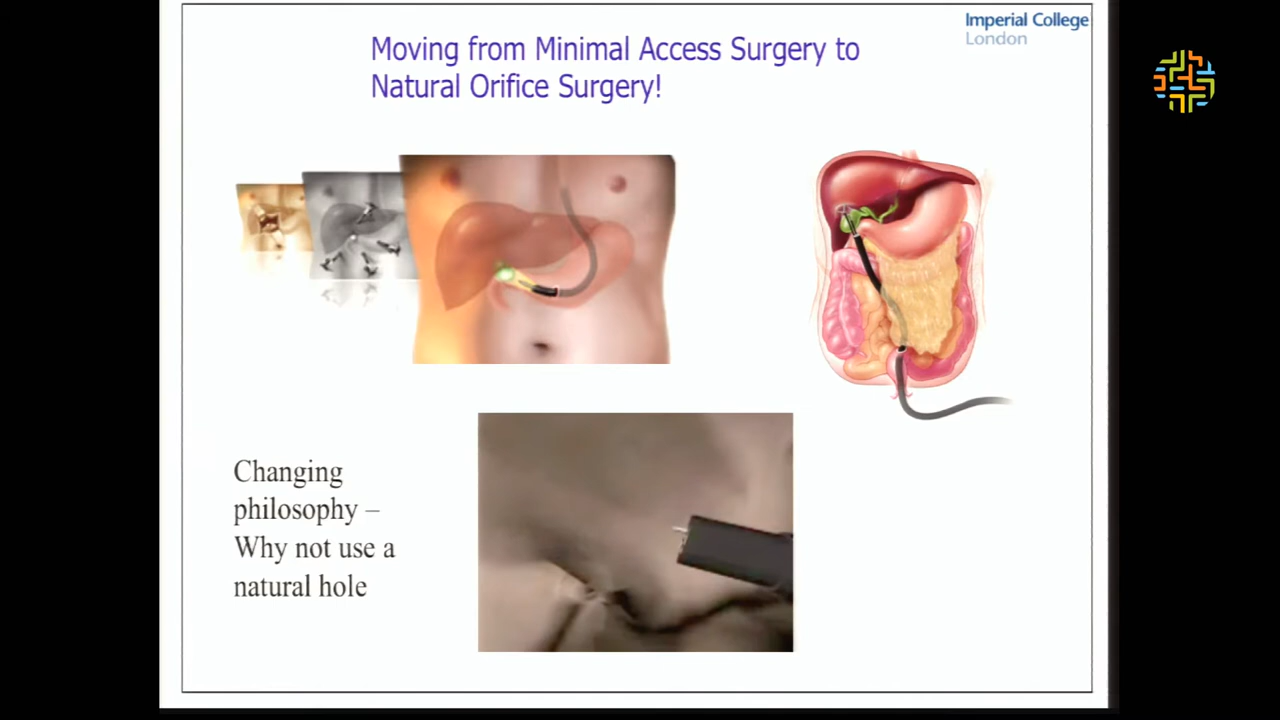 Imperial College
London
Moving from Minimal Access Surgery to
Natural Orifice Surgery!
Changing
philosophy –
Why not use a
natural hole